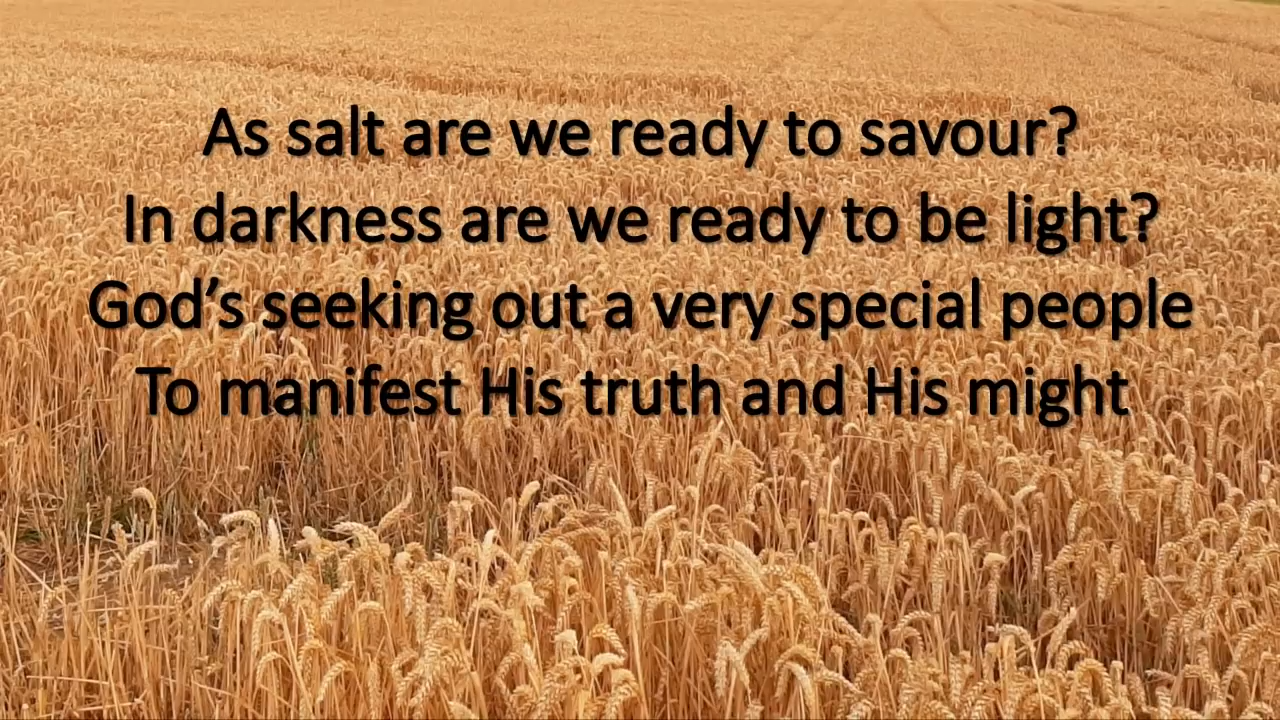 As salt are we ready to savour?
In darkness are we ready to be light?
God’s seeking out a very special people
To manifest His truth and His might